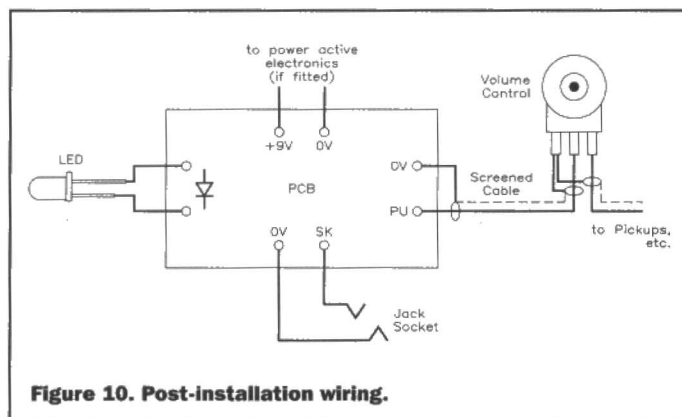 to power active
electronics
(if fitted)
Volume
Control
LED
+9V
0V
0V
Screened
Cable
PCB
PU
to Pickups,
etc.
0V
SK
Jack
Socket
Figure 10. Post-installation wiring.